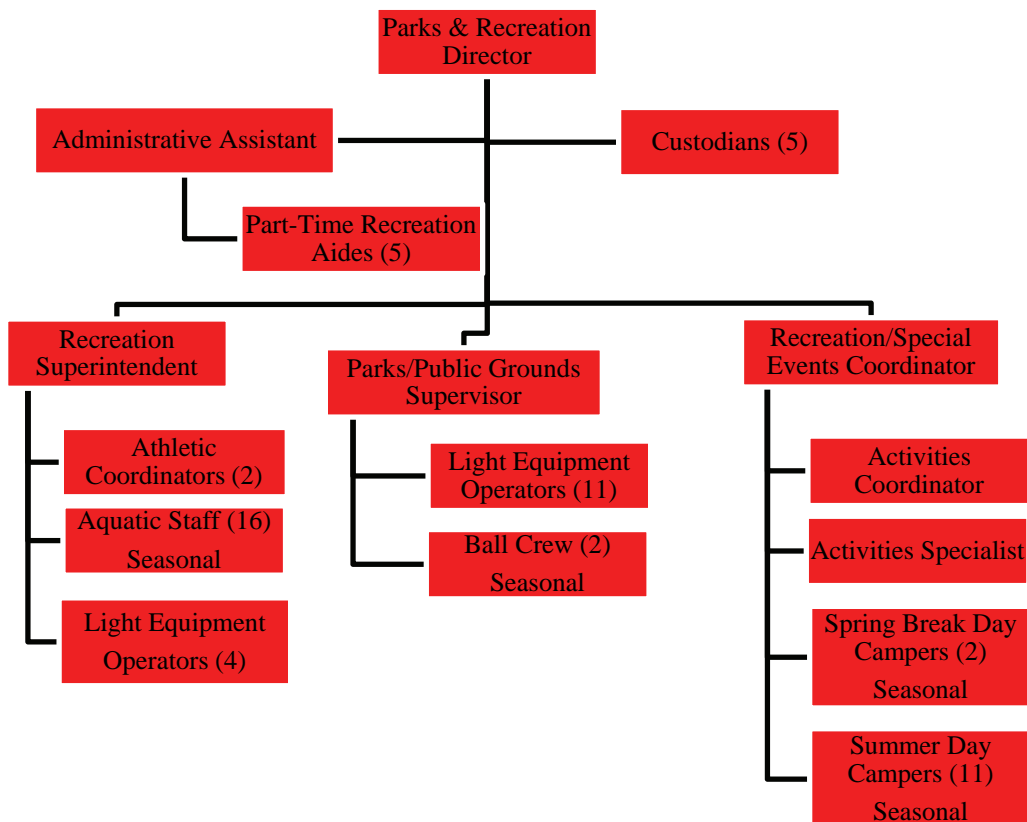 Parks & Recreation
Director
Administrative Assistant
Custodians (5)
Part-Time Recreation
Aides (5)
Recreation
Superintendent
Athletic
Coordinators (2)
Aquatic Staff (16)
Seasonal
Light Equipment
Operators (4)
Parks/Public Grounds
Supervisor
Light Equipment
Operators (11)
Ball Crew (2)
Seasonal
Recreation/Special
Events Coordinator
Activities
Coordinator
Activities Specialist
Spring Break Day
Campers (2)
Seasonal
Summer Day
Campers (11)
Seasonal